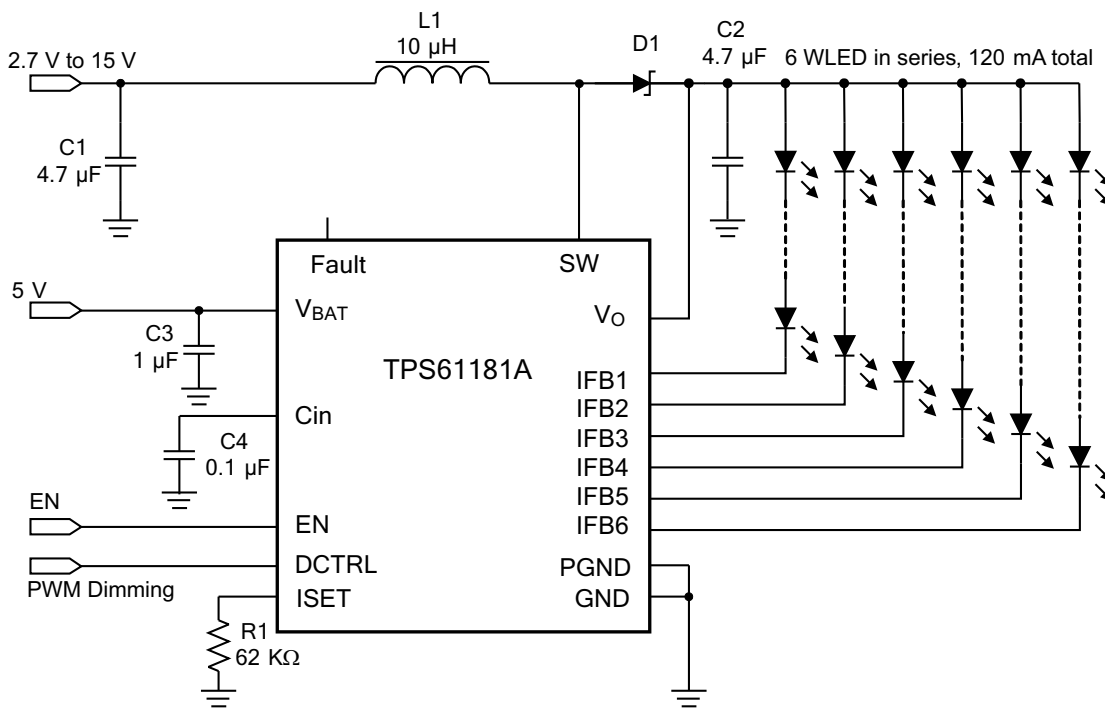 L1
10 µH
D1
C2
4.7 µF
2.7 V to 15 V
6 WLED in series, 120 mA total
C1
4.7 µF
Fault
SW
5 V
VBAT
VO
C3
1 µF
TPS61181A
IFB1
IFB2
Cin
IFB3
C4
0.1 µF
IFB4
IFB5
EN
EN
IFB6
DCTRL
PGND
PWM Dimming
ISET
GND
R1
62 KΩ